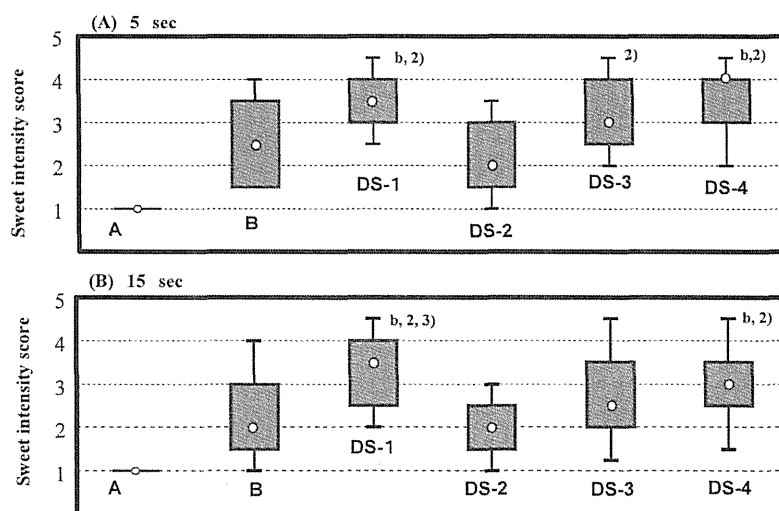 (A) 5 sec
Sweet intensity score
5
4
3
2
1
b, 2)
2)
b,2)
A
B
DS-1
DS-2
DS-3
DS-4
(B) 15 sec
Sweet intensity score
5
4
3
2
1
b, 2, 3)
b, 2)
A
B
DS-1
DS-2
DS-3
DS-4